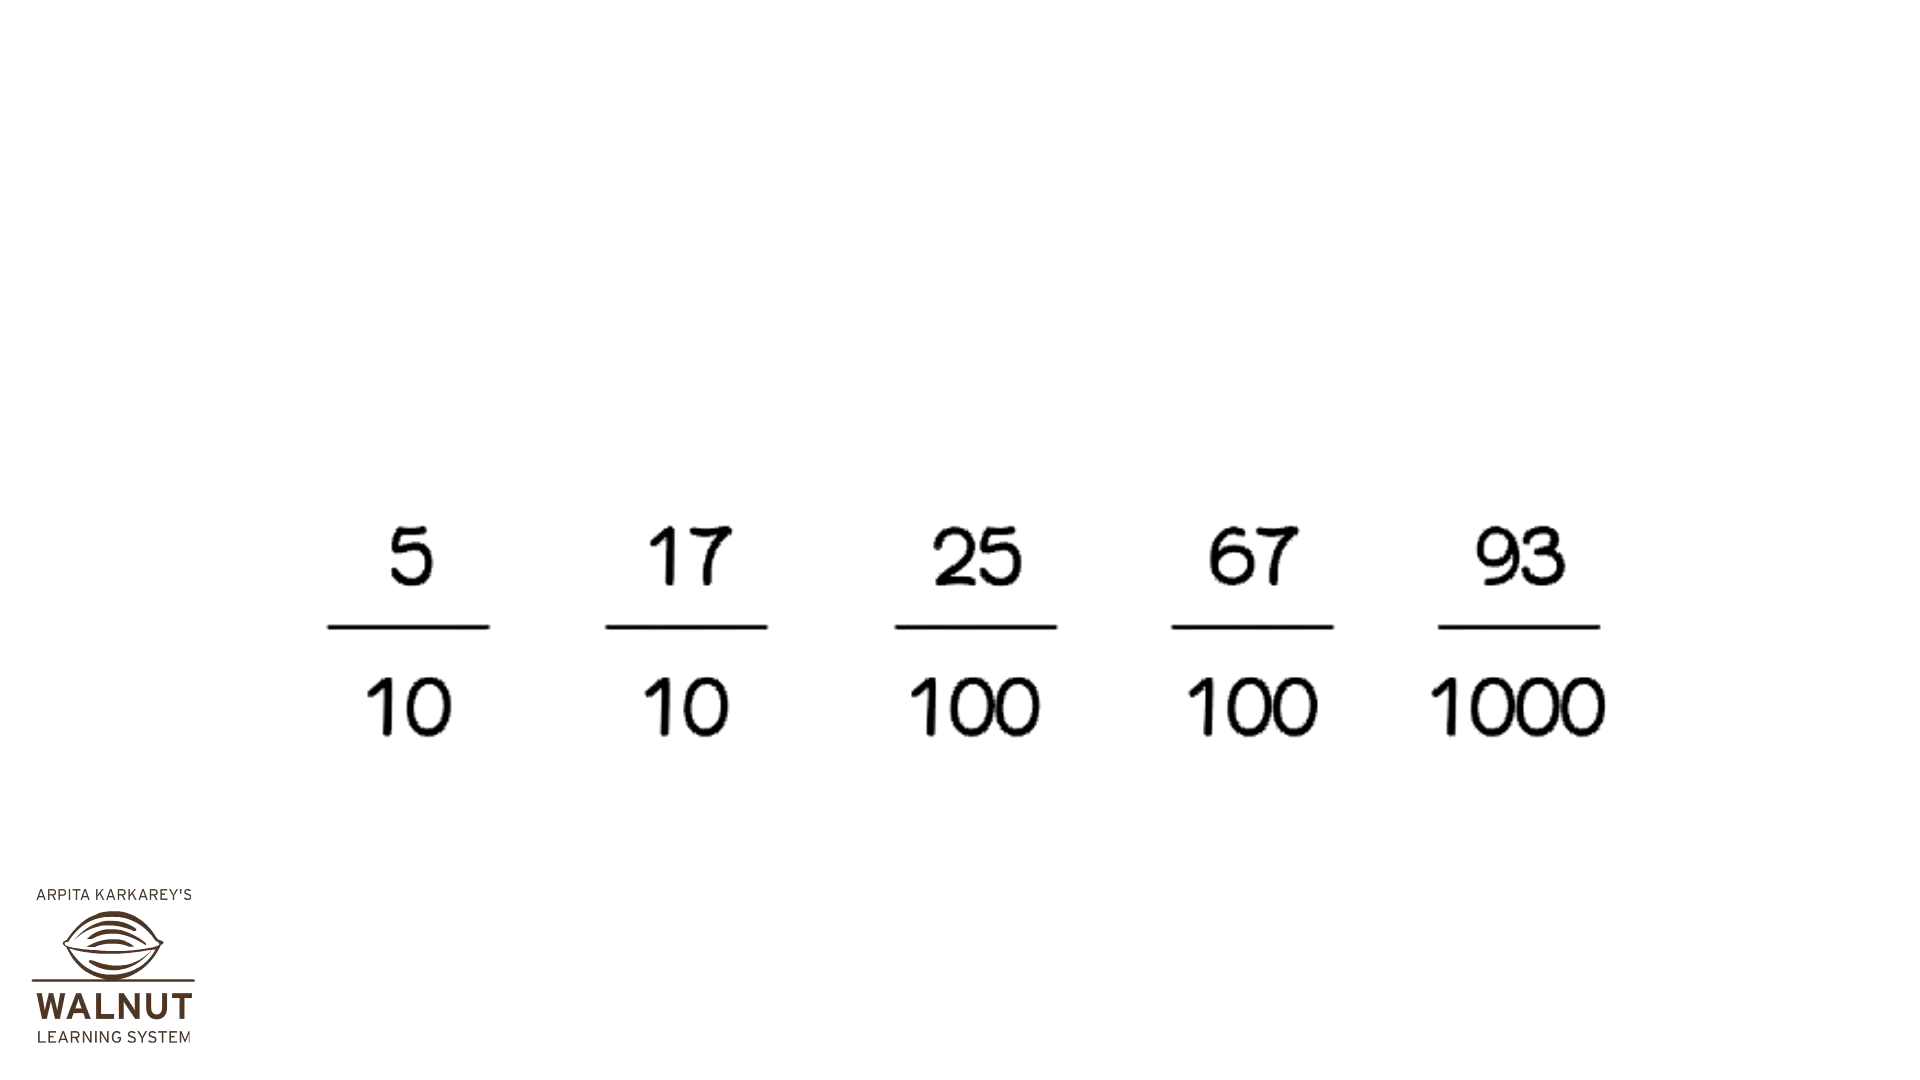 5 17 25 67 93
10 10 100 100 1000
ARPITA KARKAREY'S
WALNUT
LEARNING SYSTEM